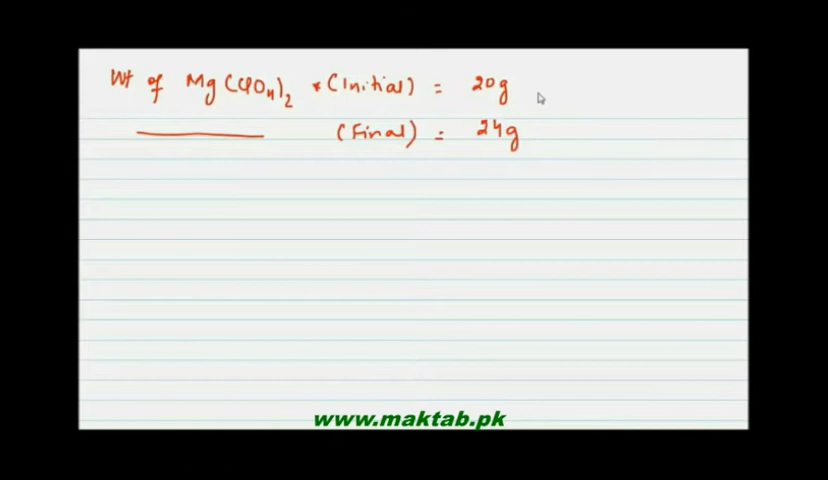 Wt of Mg(ClO₄)₂ (Initial) = 20g
(Final) = 24g
www.maktab.pk